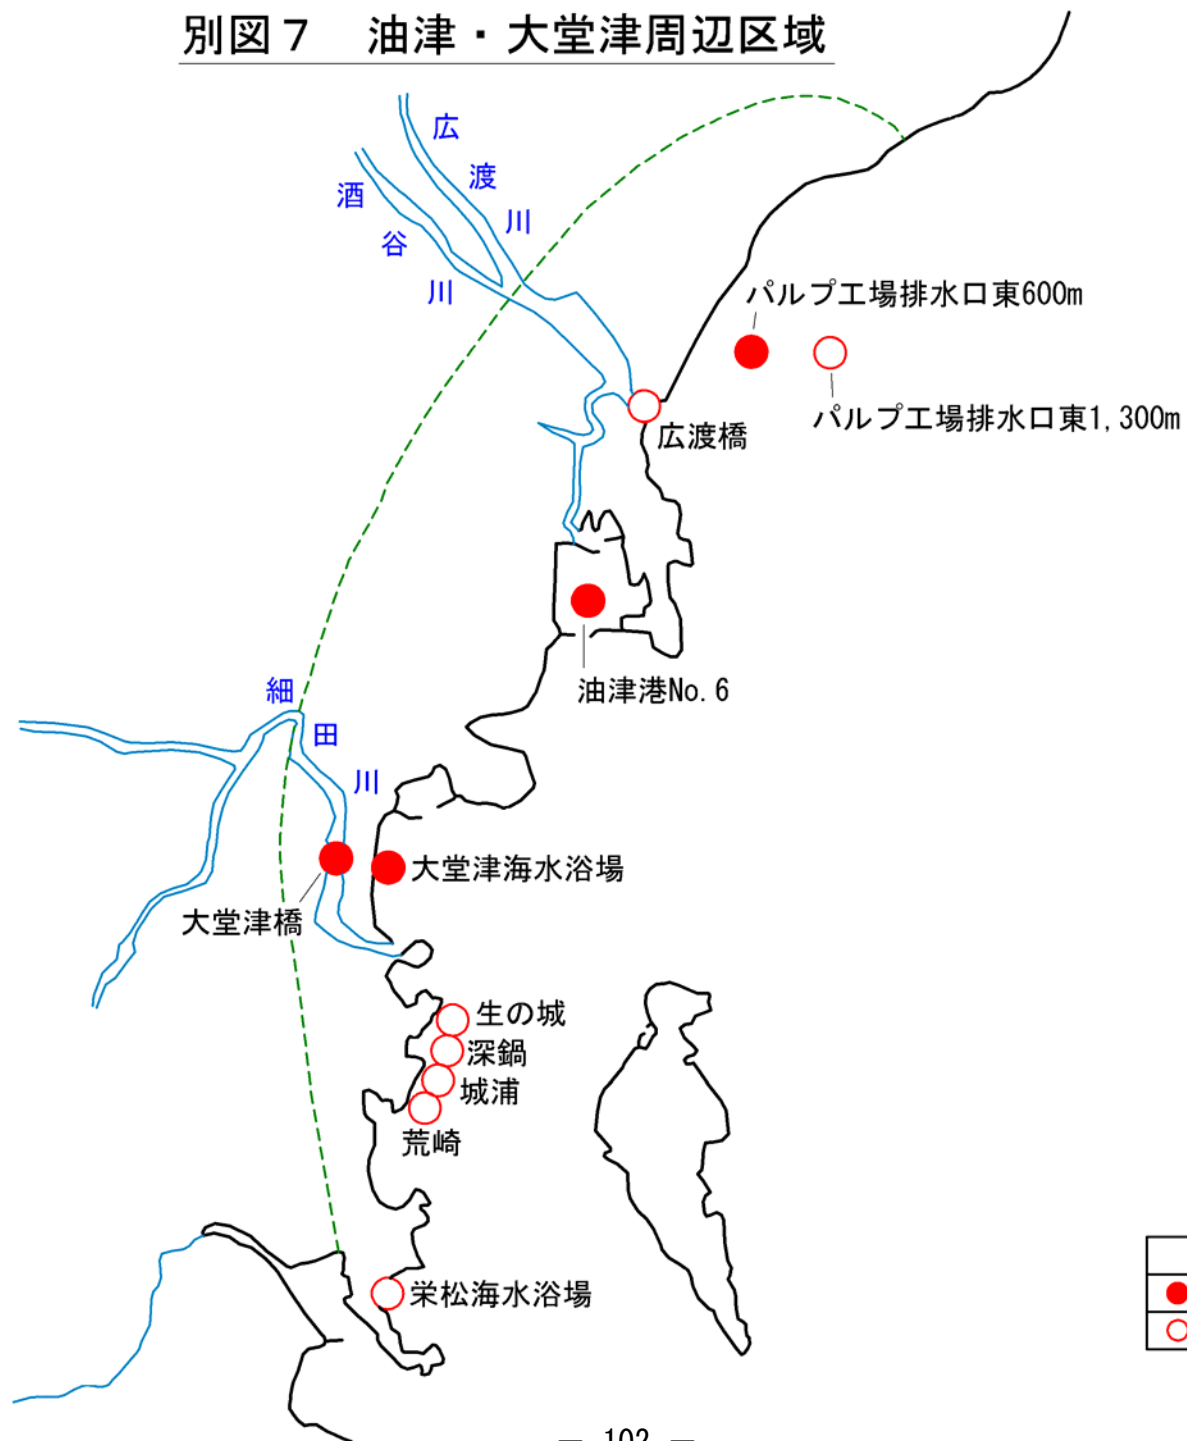 別図７　油津・大堂津周辺区域
広渡川
酒谷川
パルプ工場排水口東600m
パルプ工場排水口東1,300m
広渡橋
油津港No.6
細田川
大堂津海水浴場
大堂津橋
生の城
深鍋
城浦
荒崎
栄松海水浴場
― 102 ―